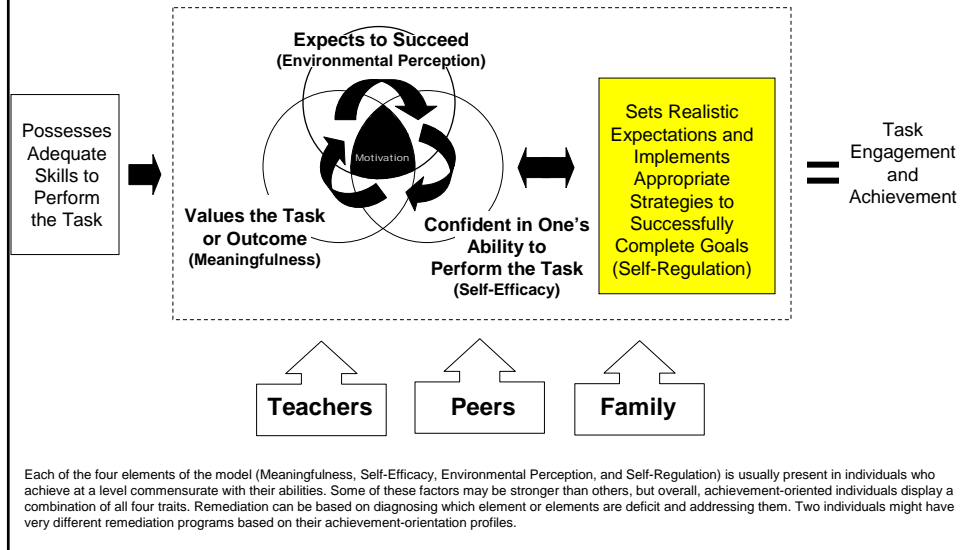 Expects to Succeed
(Environmental Perception)
Possesses
Adequate
Skills to
Perform
the Task
Motivation
Values the Task
or Outcome
(Meaningfulness)
Confident in One's
Ability to
Perform the Task
(Self-Efficacy)
Sets Realistic
Expectations and
Implements
Appropriate
Strategies to
Successfully
Complete Goals
(Self-Regulation)
=
Task
Engagement
and
Achievement
Teachers
Peers
Family
Each of the four elements of the model (Meaningfulness, Self-Efficacy, Environmental Perception, and Self-Regulation) is usually present in individuals who
achieve at a level commensurate with their abilities. Some of these factors may be stronger than others, but overall, achievement-oriented individuals display a
combination of all four traits. Remediation can be based on diagnosing which element or elements are deficit and addressing them. Two individuals might have
very different remediation programs based on their achievement-orientation profiles.